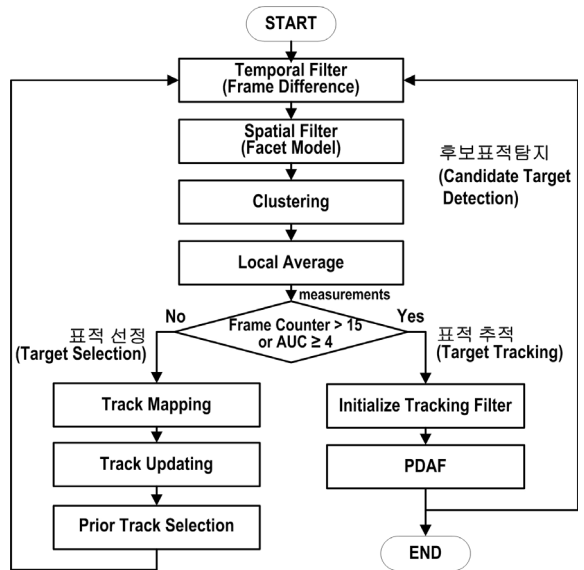 START
Temporal Filter
(Frame Difference)
Spatial Filter
(Facet Model)
후보표적탐지
(Candidate Target
Detection)
Clustering
Local Average
measurements
No
Yes
Frame Counter > 15
or AUC ≥ 4
표적 선정
(Target Selection)
표적 추적
(Target Tracking)
Track Mapping
Initialize Tracking Filter
Track Updating
PDAF
Prior Track Selection
END